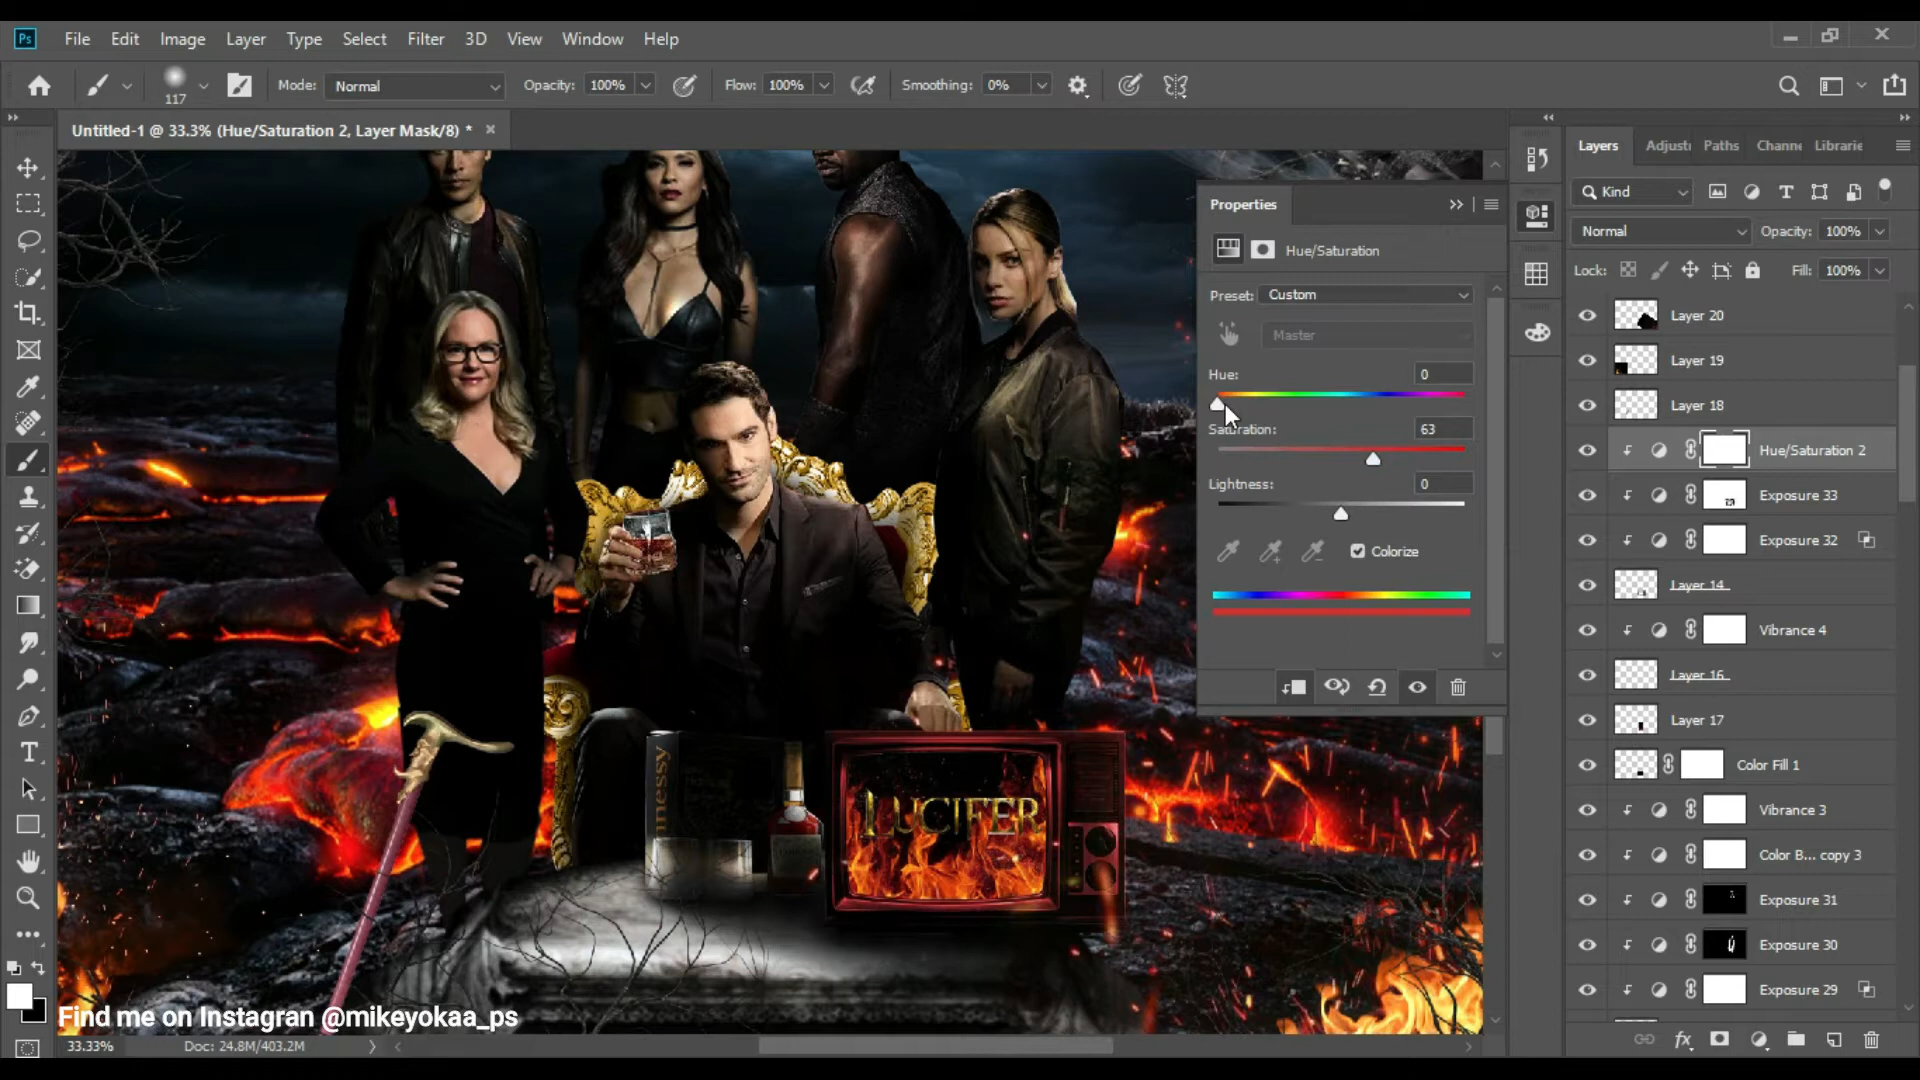 Ps File Edit Image Layer Type Select Filter 3D View Window Help
117 Mode: Normal Opacity: 100% Flow: 100% Smoothing: 0%
Untitled-1 @ 33.3% (Hue/Saturation 2, Layer Mask/8) *
Properties
Hue/Saturation
Preset: Custom
Master
Hue: 0
Saturation: 63
Lightness: 0
Colorize
Layers Adjust Paths Channe Librarie
Kind
Normal Opacity: 100%
Lock: Fill: 100%
Layer 20
Layer 19
Layer 18
Hue/Saturation 2
Exposure 33
Exposure 32
Layer 14
Vibrance 4
Layer 16
Layer 17
Color Fill 1
Vibrance 3
Color B... copy 3
Exposure 31
Exposure 30
Exposure 29
nnessy
LUCIFER
Find me on Instagran @mikeyokaa_ps
33.33% Doc: 24.8M/403.2M